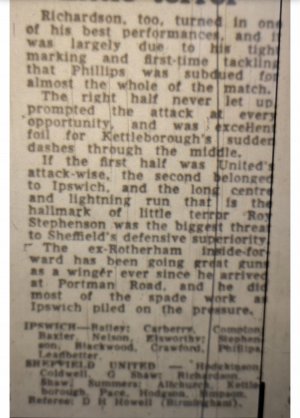 Richardson, too, turned in one
of his best performances, and it
was largely due to his tight
marking and first-time tackling
that Phillips was subdued for
almost the whole of the match.
The right half never let up,
prompted the attack at every
opportunity, and was excellent
foil for Kettleborough's sudden
dashes through the middle.
If the first half was United's
attack-wise, the second belonged
to Ipswich, and the long centre
and lightning run that is the
hallmark of little terror Roy
Stephenson was the biggest threat
to Sheffield's defensive superiority.
The ex-Rotherham inside-for-
ward has been going great guns
as a winger ever since he arrived
at Portman Road, and he did
most of the spade work as
Ipswich piled on the pressure.
IPSWICH—Bailey; Carberry, Compton;
Baxter, Nelson, Elsworthy; Stephen-
son, Blackwood, Crawford, Phillips,
Leadbetter.
SHEFFIELD UNITED — Hodgkinson;
Coldwell, G Shaw; Richardson,
Shaw, Summers; Allchurch, Kettle-
borough, Pace, Hodgson, Simpson.
Referee: D H Howell (Birmingham).